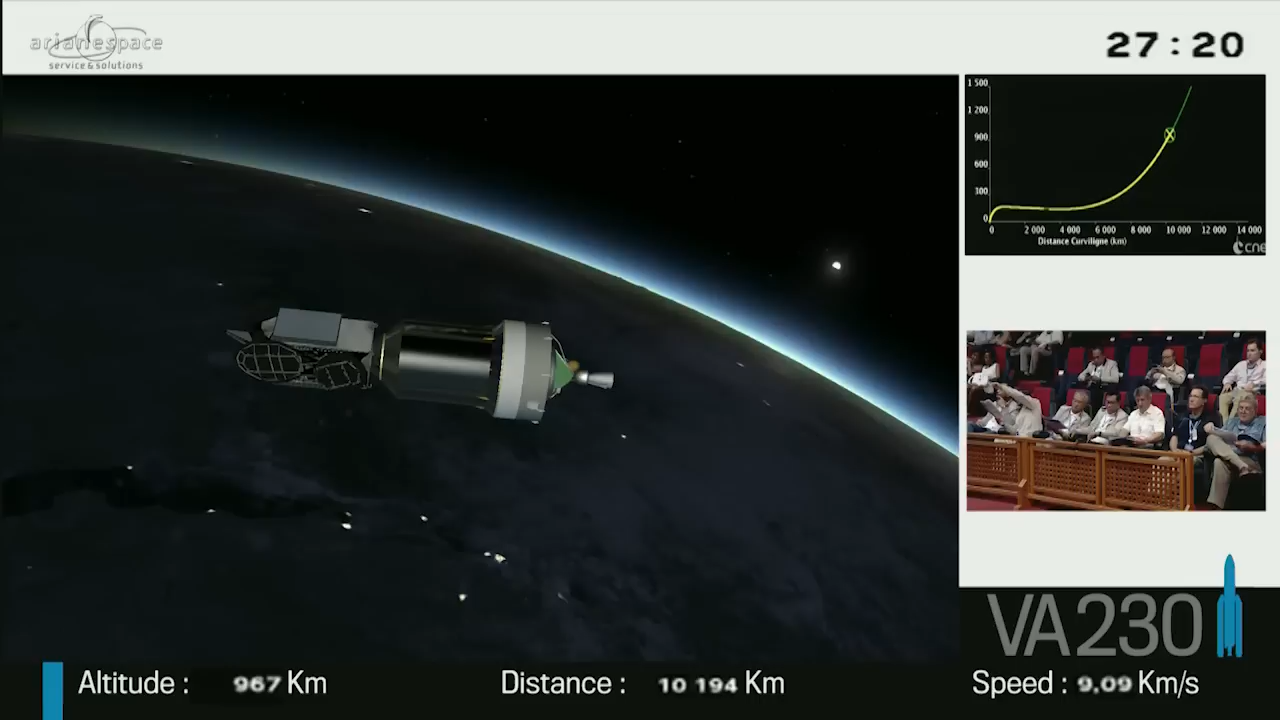 arianespace
service & solutions
27:20
1 500
1 200
900
600
300
0
0 2 000 4 000 6 000 8 000 10 000 12 000 14 000
Distance Curviligne (km)
cne
VA230
Altitude : 967 Km
Distance : 10 194 Km
Speed : 9.09 Km/s